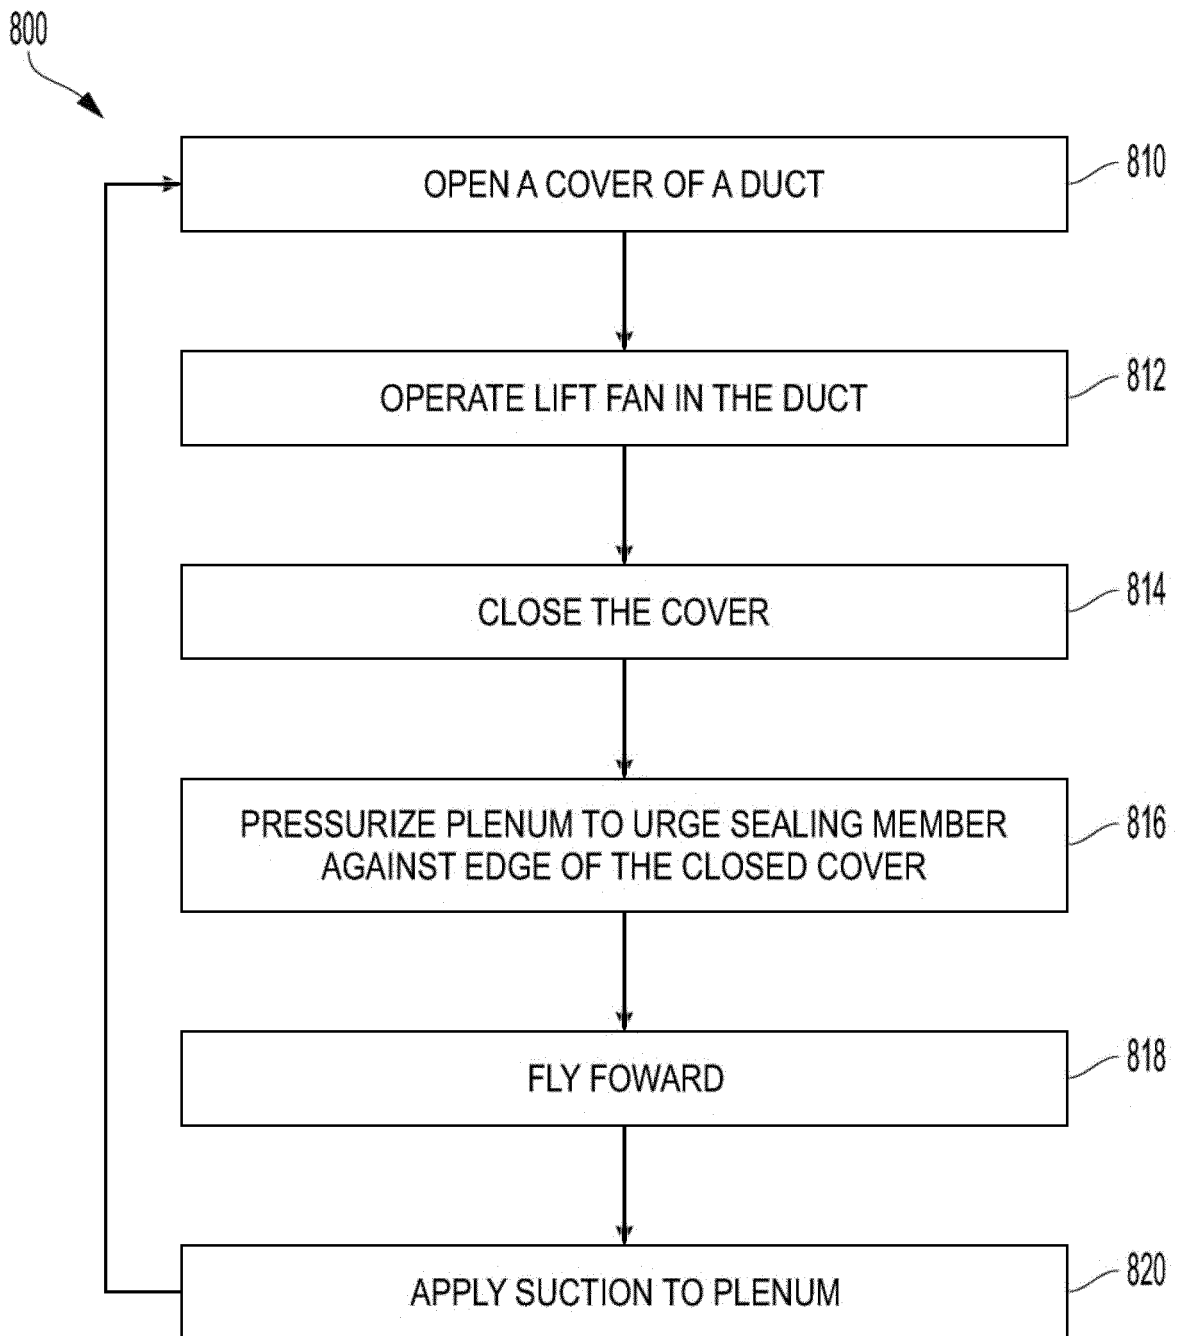 800
OPEN A COVER OF A DUCT
810
OPERATE LIFT FAN IN THE DUCT
812
CLOSE THE COVER
814
PRESSURIZE PLENUM TO URGE SEALING MEMBER
AGAINST EDGE OF THE CLOSED COVER
816
FLY FOWARD
818
APPLY SUCTION TO PLENUM
820